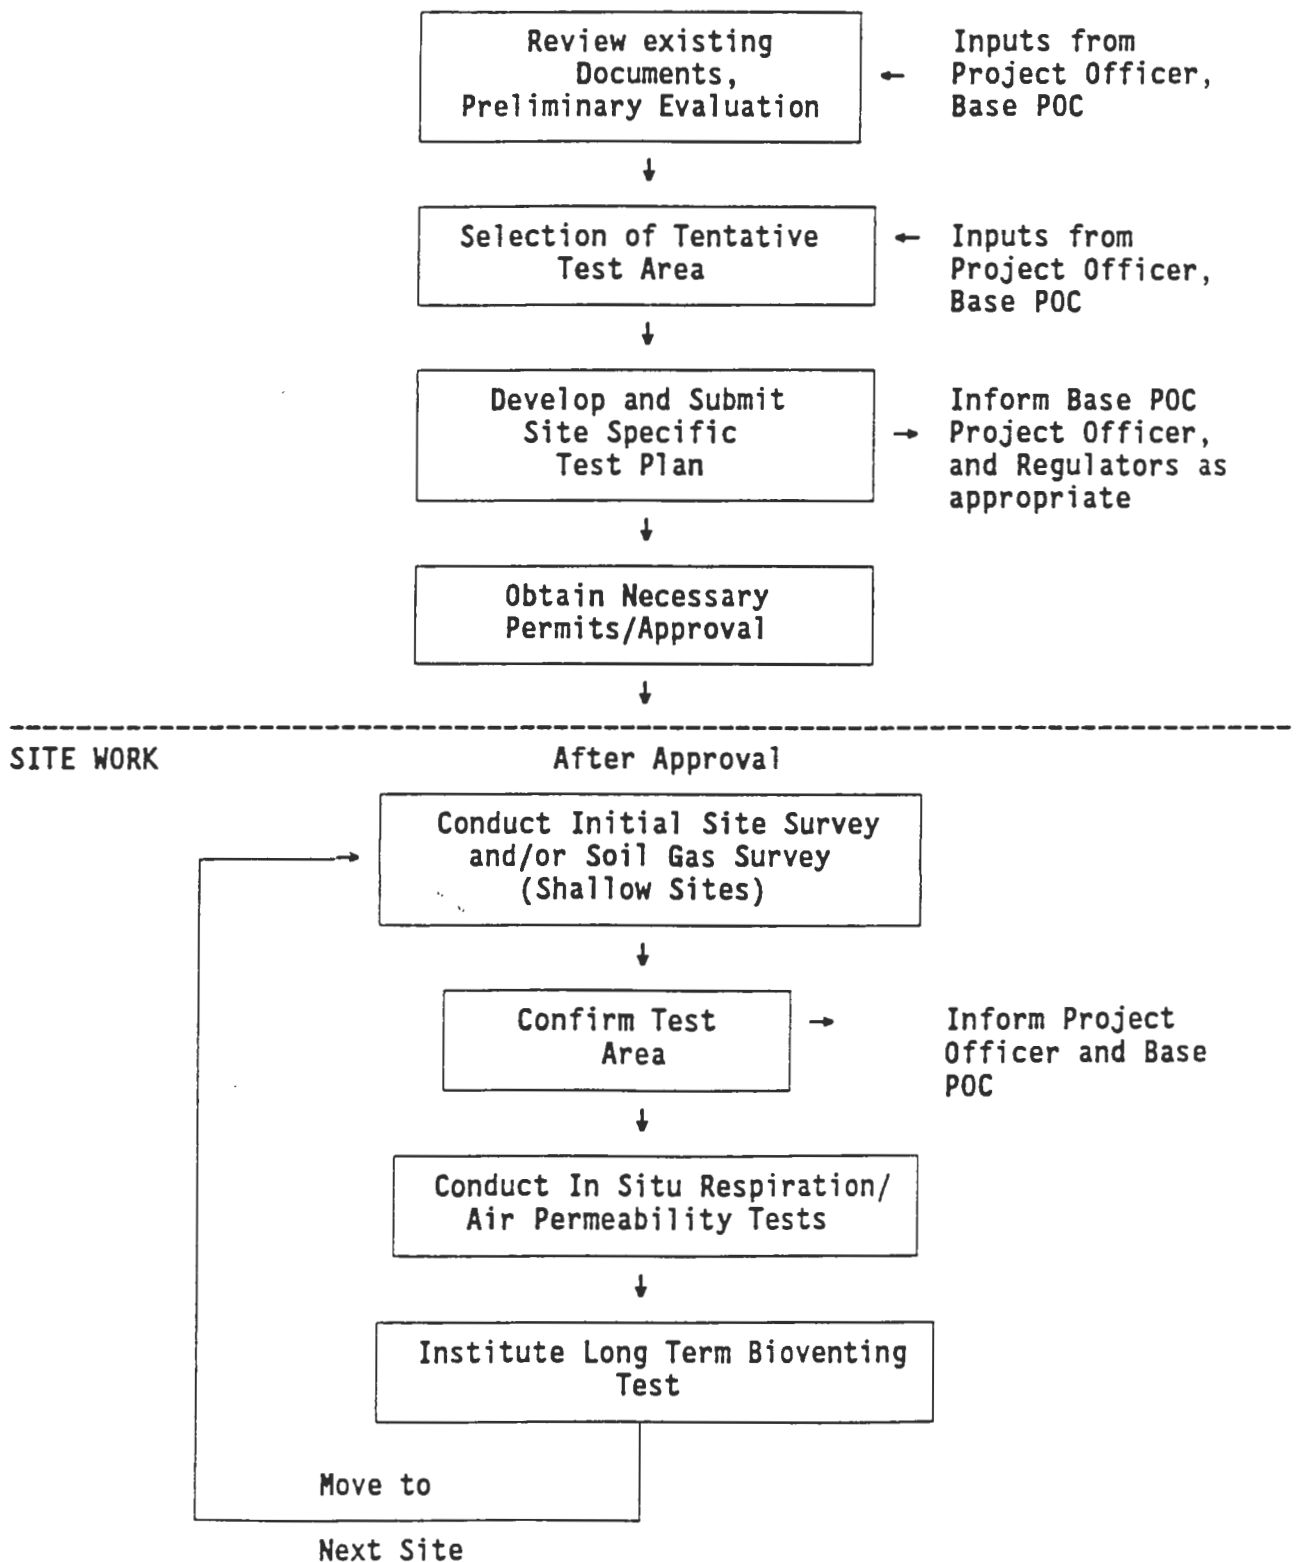 Review existing
Documents,
Preliminary Evaluation
Inputs from
Project Officer,
Base POC
Selection of Tentative
Test Area
Inputs from
Project Officer,
Base POC
Develop and Submit
Site Specific
Test Plan
Inform Base POC
Project Officer,
and Regulators as
appropriate
Obtain Necessary
Permits/Approval
SITE WORK
After Approval
Conduct Initial Site Survey
and/or Soil Gas Survey
(Shallow Sites)
Confirm Test
Area
Inform Project
Officer and Base
POC
Conduct In Situ Respiration/
Air Permeability Tests
Institute Long Term Bioventing
Test
Move to
Next Site